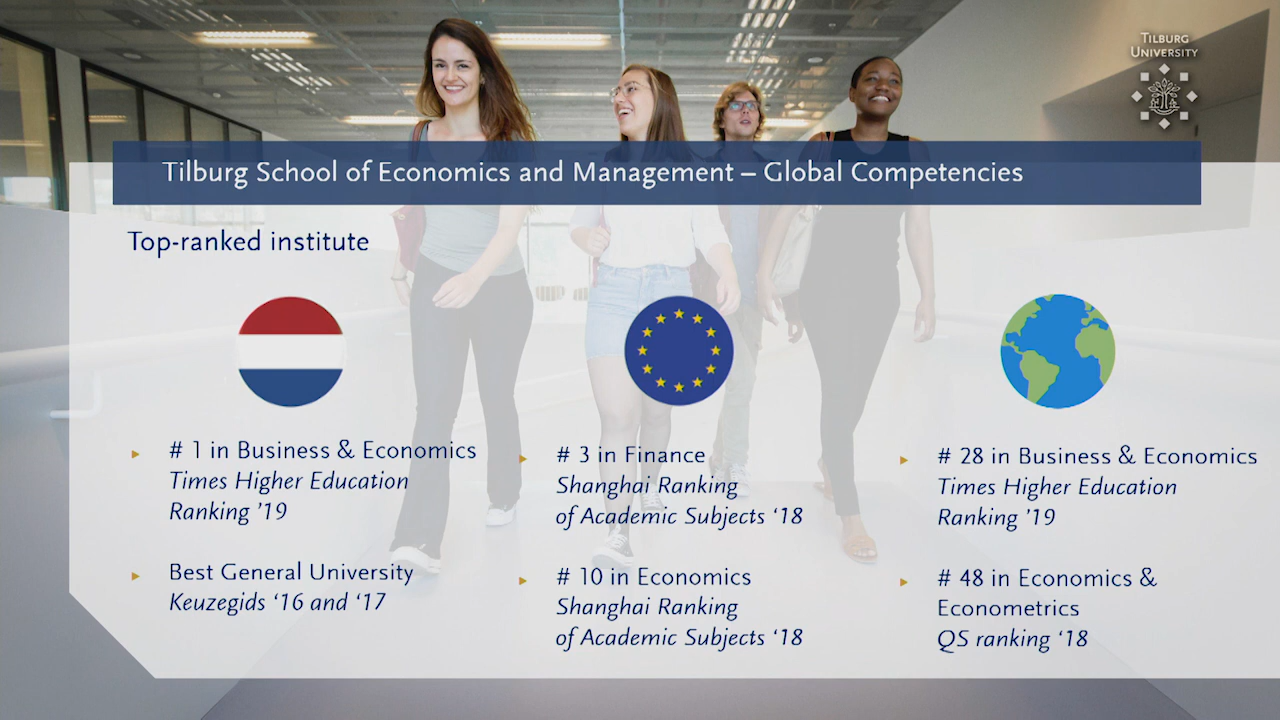 TILBURG
UNIVERSITY
Tilburg School of Economics and Management – Global Competencies
Top-ranked institute
# 1 in Business & Economics
Times Higher Education
Ranking ’19
Best General University
Keuzegids ‘16 and ‘17
# 3 in Finance
Shanghai Ranking
of Academic Subjects ‘18
# 10 in Economics
Shanghai Ranking
of Academic Subjects ‘18
# 28 in Business & Economics
Times Higher Education
Ranking ’19
# 48 in Economics &
Econometrics
QS ranking ‘18